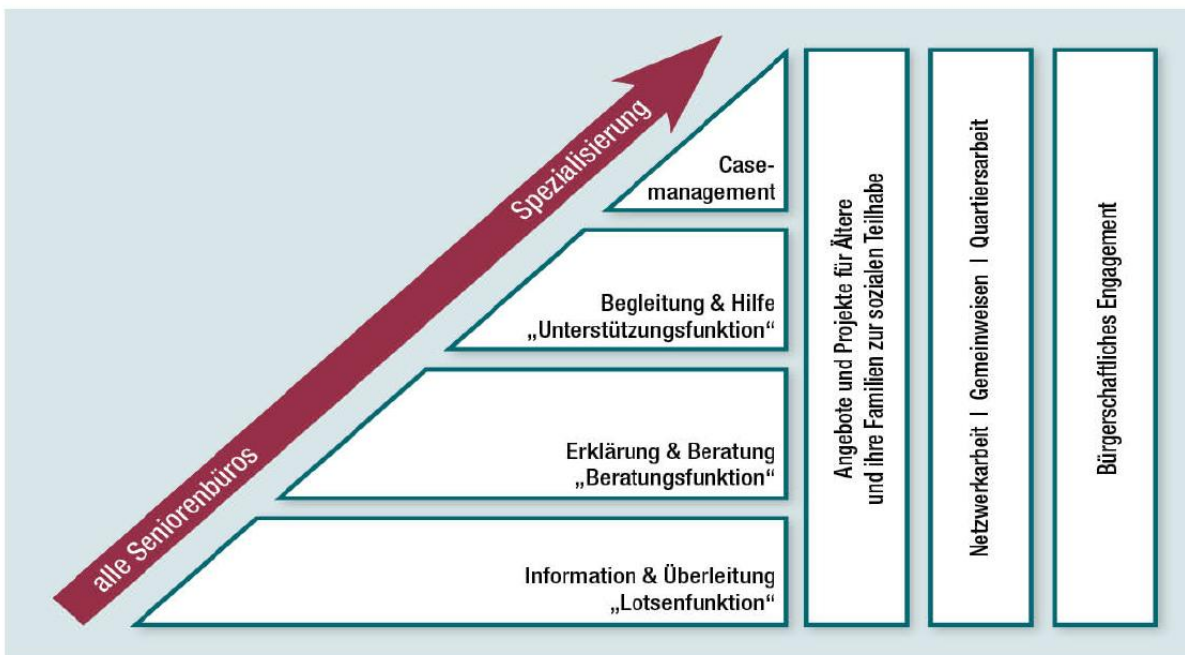 alle Seniorenbüros
Spezialisierung
Case-
management
Begleitung & Hilfe
„Unterstützungsfunktion“
Erklärung & Beratung
„Beratungsfunktion“
Information & Überleitung
„Lotsenfunktion“
Angebote und Projekte für Ältere
und ihre Familien zur sozialen Teilhabe
Netzwerkarbeit I Gemeinweisen I Quartiersarbeit
Bürgerschaftliches Engagement